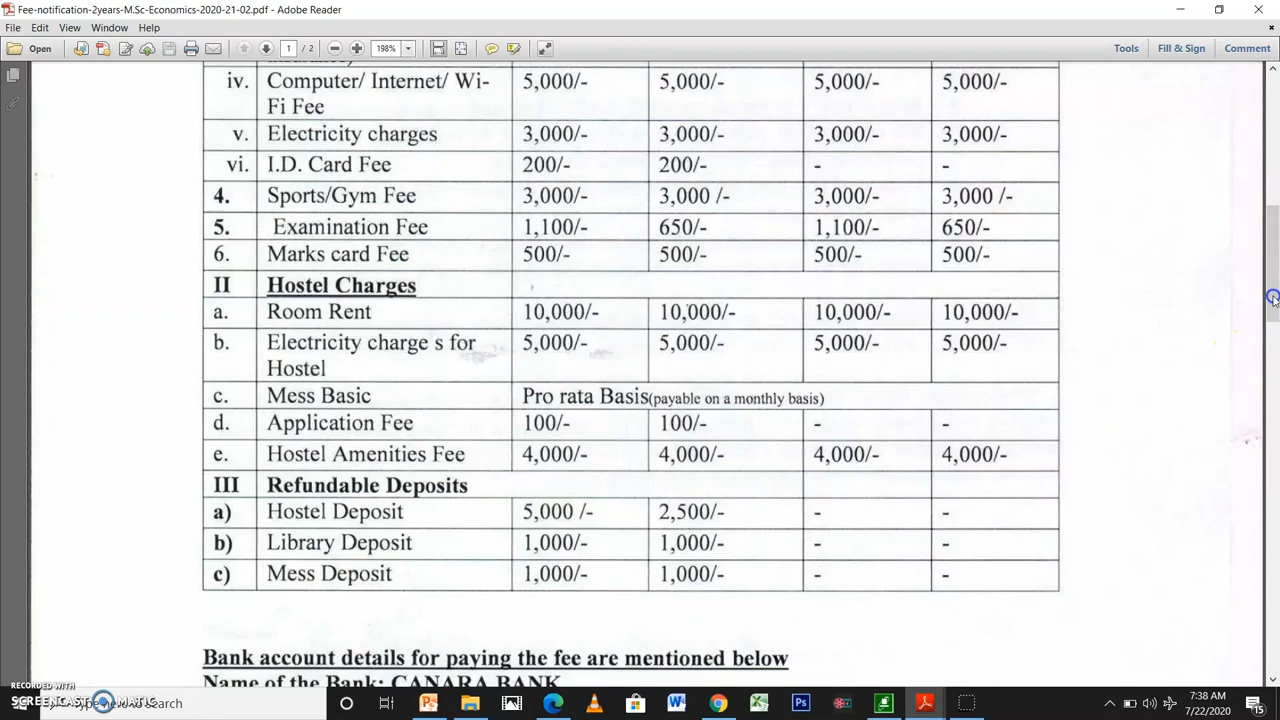 Fee-notification-2years-M.Sc-Economics-2020-21-02.pdf - Adobe Reader
File Edit View Window Help
Open 1 / 2 198% Tools Fill & Sign Comment
iv. Computer/ Internet/ Wi- 5,000/- 5,000/- 5,000/- 5,000/-
Fi Fee
v. Electricity charges 3,000/- 3,000/- 3,000/- 3,000/-
vi. I.D. Card Fee 200/- 200/- - -
4. Sports/Gym Fee 3,000/- 3,000 /- 3,000/- 3,000 /-
5. Examination Fee 1,100/- 650/- 1,100/- 650/-
6. Marks card Fee 500/- 500/- 500/- 500/-
II Hostel Charges
a. Room Rent 10,000/- 10,000/- 10,000/- 10,000/-
b. Electricity charge s for 5,000/- 5,000/- 5,000/- 5,000/-
Hostel
c. Mess Basic Pro rata Basis(payable on a monthly basis)
d. Application Fee 100/- 100/- - -
e. Hostel Amenities Fee 4,000/- 4,000/- 4,000/- 4,000/-
III Refundable Deposits
a) Hostel Deposit 5,000 /- 2,500/- - -
b) Library Deposit 1,000/- 1,000/- - -
c) Mess Deposit 1,000/- 1,000/- - -
Bank account details for paying the fee are mentioned below
Name of the Bank: CANARA BANK
RECORDED WITH
SCREENCAST MATIC
search
7:38 AM
7/22/2020
15